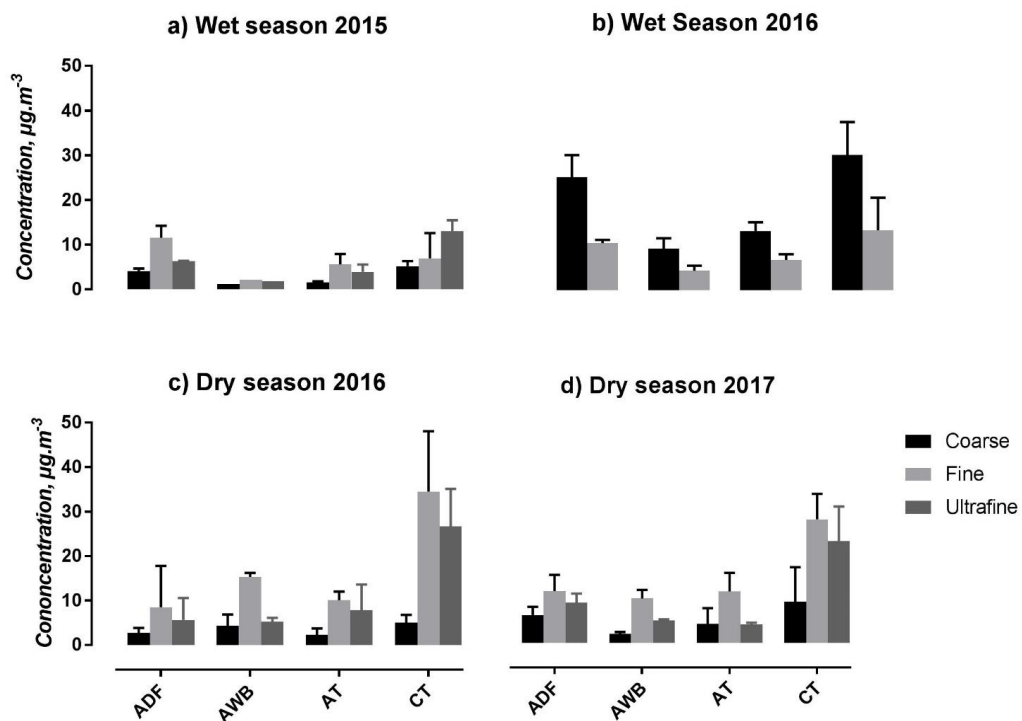 a) Wet season 2015
b) Wet Season 2016
Concentration, µg.m-3
50
40
30
20
10
0
c) Dry season 2016
d) Dry season 2017
Cononcentration, µg.m-3
50
40
30
20
10
0
Coarse
Fine
Ultrafine
ADF
AWB
AT
CT
ADF
AWB
AT
CT